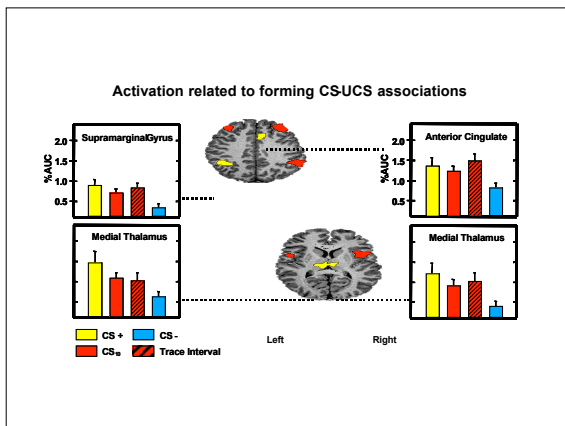 Activation related to forming CS-UCS associations
SupramarginalGyrus
%AUC
2.0
1.5
1.0
0.5
Anterior Cingulate
%AUC
2.0
1.5
1.0
0.5
Medial Thalamus
Medial Thalamus
CS +
CS -
CS₁₀
Trace Interval
Left
Right